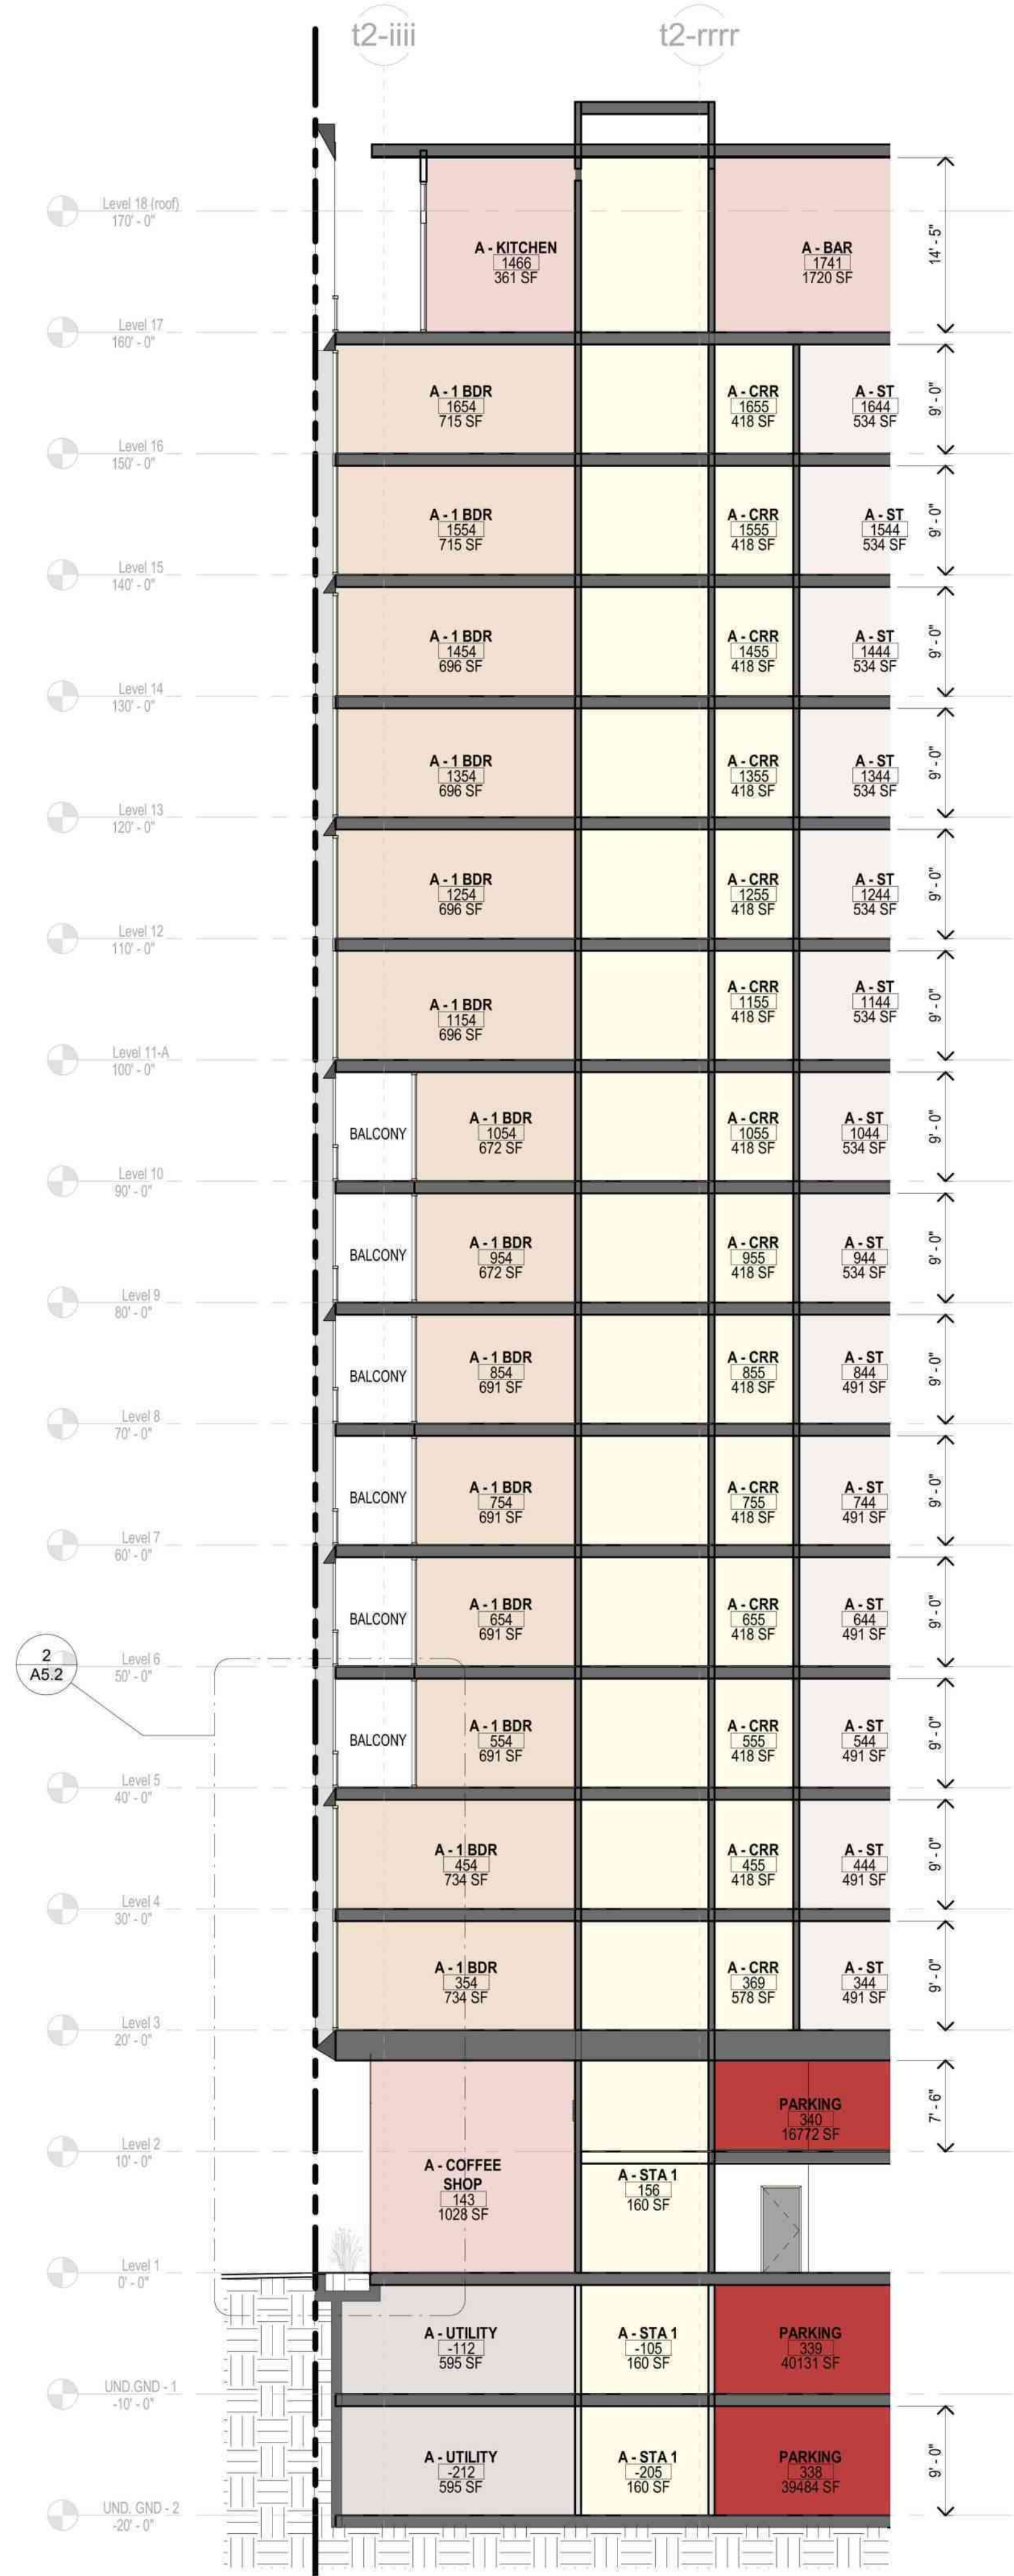 t2-iiii
t2-rrrr
Level 18 (roof)
170' - 0"
A - KITCHEN
1466
361 SF
A - BAR
1741
1720 SF
14' - 5"
Level 17
160' - 0"
A - 1 BDR
1654
715 SF
A - CRR
1655
418 SF
A - ST
1644
534 SF
9' - 0"
Level 16
150' - 0"
A - 1 BDR
1554
715 SF
A - CRR
1555
418 SF
A - ST
1544
534 SF
9' - 0"
Level 15
140' - 0"
A - 1 BDR
1454
696 SF
A - CRR
1455
418 SF
A - ST
1444
534 SF
9' - 0"
Level 14
130' - 0"
A - 1 BDR
1354
696 SF
A - CRR
1355
418 SF
A - ST
1344
534 SF
9' - 0"
Level 13
120' - 0"
A - 1 BDR
1254
696 SF
A - CRR
1255
418 SF
A - ST
1244
534 SF
9' - 0"
Level 12
110' - 0"
A - 1 BDR
1154
696 SF
A - CRR
1155
418 SF
A - ST
1144
534 SF
9' - 0"
Level 11-A
100' - 0"
BALCONY
A - 1 BDR
1054
672 SF
A - CRR
1055
418 SF
A - ST
1044
534 SF
9' - 0"
Level 10
90' - 0"
BALCONY
A - 1 BDR
954
672 SF
A - CRR
955
418 SF
A - ST
944
534 SF
9' - 0"
Level 9
80' - 0"
BALCONY
A - 1 BDR
854
691 SF
A - CRR
855
418 SF
A - ST
844
491 SF
9' - 0"
Level 8
70' - 0"
BALCONY
A - 1 BDR
754
691 SF
A - CRR
755
418 SF
A - ST
744
491 SF
9' - 0"
Level 7
60' - 0"
BALCONY
A - 1 BDR
654
691 SF
A - CRR
655
418 SF
A - ST
644
491 SF
9' - 0"
2
A5.2
Level 6
50' - 0"
BALCONY
A - 1 BDR
554
691 SF
A - CRR
555
418 SF
A - ST
544
491 SF
9' - 0"
Level 5
40' - 0"
A - 1 BDR
454
734 SF
A - CRR
455
418 SF
A - ST
444
491 SF
9' - 0"
Level 4
30' - 0"
A - 1 BDR
354
734 SF
A - CRR
369
578 SF
A - ST
344
491 SF
9' - 0"
Level 3
20' - 0"
PARKING
340
16772 SF
7' - 6"
Level 2
10' - 0"
A - COFFEE
SHOP
143
1028 SF
A - STA 1
156
160 SF
Level 1
0' - 0"
A - UTILITY
-112
595 SF
A - STA 1
-105
160 SF
PARKING
339
40131 SF
UND.GND - 1
-10' - 0"
A - UTILITY
-212
595 SF
A - STA 1
-205
160 SF
PARKING
338
39484 SF
9' - 0"
UND. GND - 2
-20' - 0"